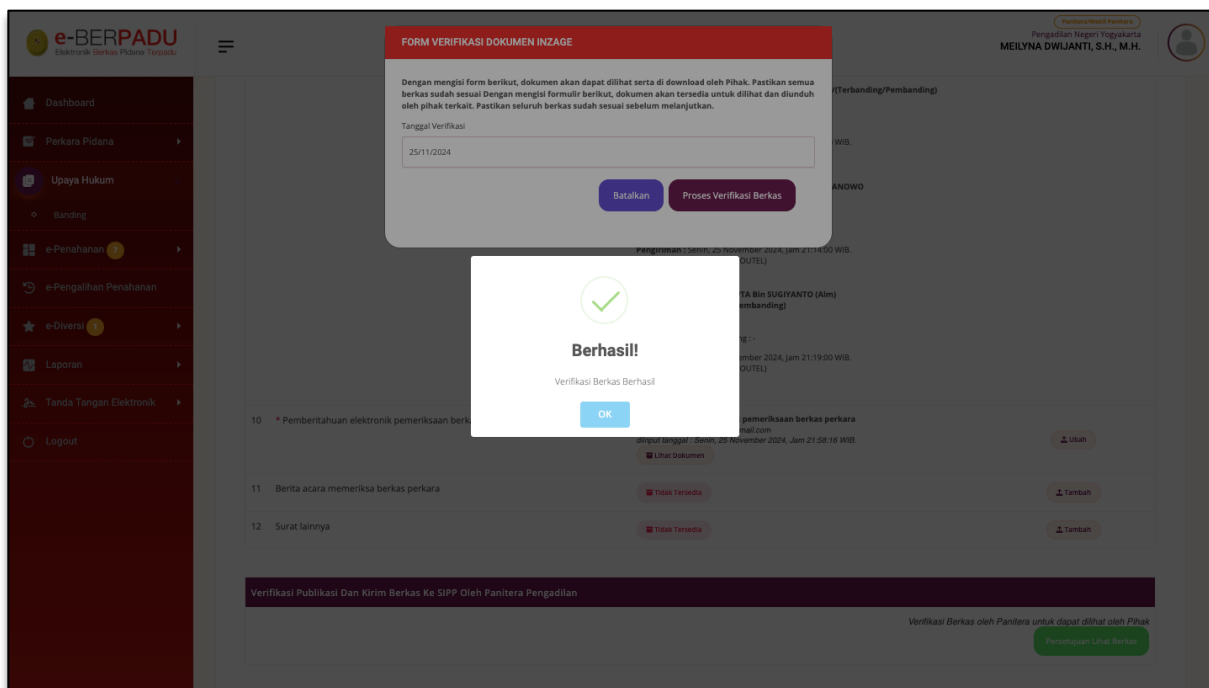 e-BERPADU
Elektronik Berkas Pidana Terpadu
Panitera/Wakil Panitera
Pengadilan Negeri Yogyakarta
MEILYNA DWIJANTI, S.H., M.H.
Dashboard
Perkara Pidana
Upaya Hukum
Banding
e-Penahanan 7
e-Pengalihan Penahanan
e-Diversi 1
Laporan
Tanda Tangan Elektronik
Logout
FORM VERIFIKASI DOKUMEN INZAGE
Dengan mengisi form berikut, dokumen akan dapat dilihat serta di download oleh Pihak. Pastikan semua
berkas sudah sesuai Dengan mengisi formulir berikut, dokumen akan tersedia untuk dilihat dan diunduh
oleh pihak terkait. Pastikan seluruh berkas sudah sesuai sebelum melanjutkan.
/(Terbanding/Pembanding)
Tanggal Verifikasi
25/11/2024
WIB.
Batalkan
Proses Verifikasi Berkas
ANOWO
Pengiriman : Senin, 25 November 2024, Jam 21:14:00 WIB.
OUTEL)
TA Bin SUGIYANTO (Alm)
embanding)
ng : -
ember 2024, Jam 21:19:00 WIB.
OUTEL)
Berhasil!
Verifikasi Berkas Berhasil
OK
10 * Pemberitahuan elektronik pemeriksaan berk
pemeriksaan berkas perkara
mail.com
diinput tanggal : Senin, 25 November 2024, Jam 21:58:16 WIB.
Lihat Dokumen
Ubah
11 Berita acara memeriksa berkas perkara
Tidak Tersedia
Tambah
12 Surat lainnya
Tidak Tersedia
Tambah
Verifikasi Publikasi Dan Kirim Berkas Ke SIPP Oleh Panitera Pengadilan
Verifikasi Berkas oleh Panitera untuk dapat dilihat oleh Pihak
Persetujuan Lihat Berkas